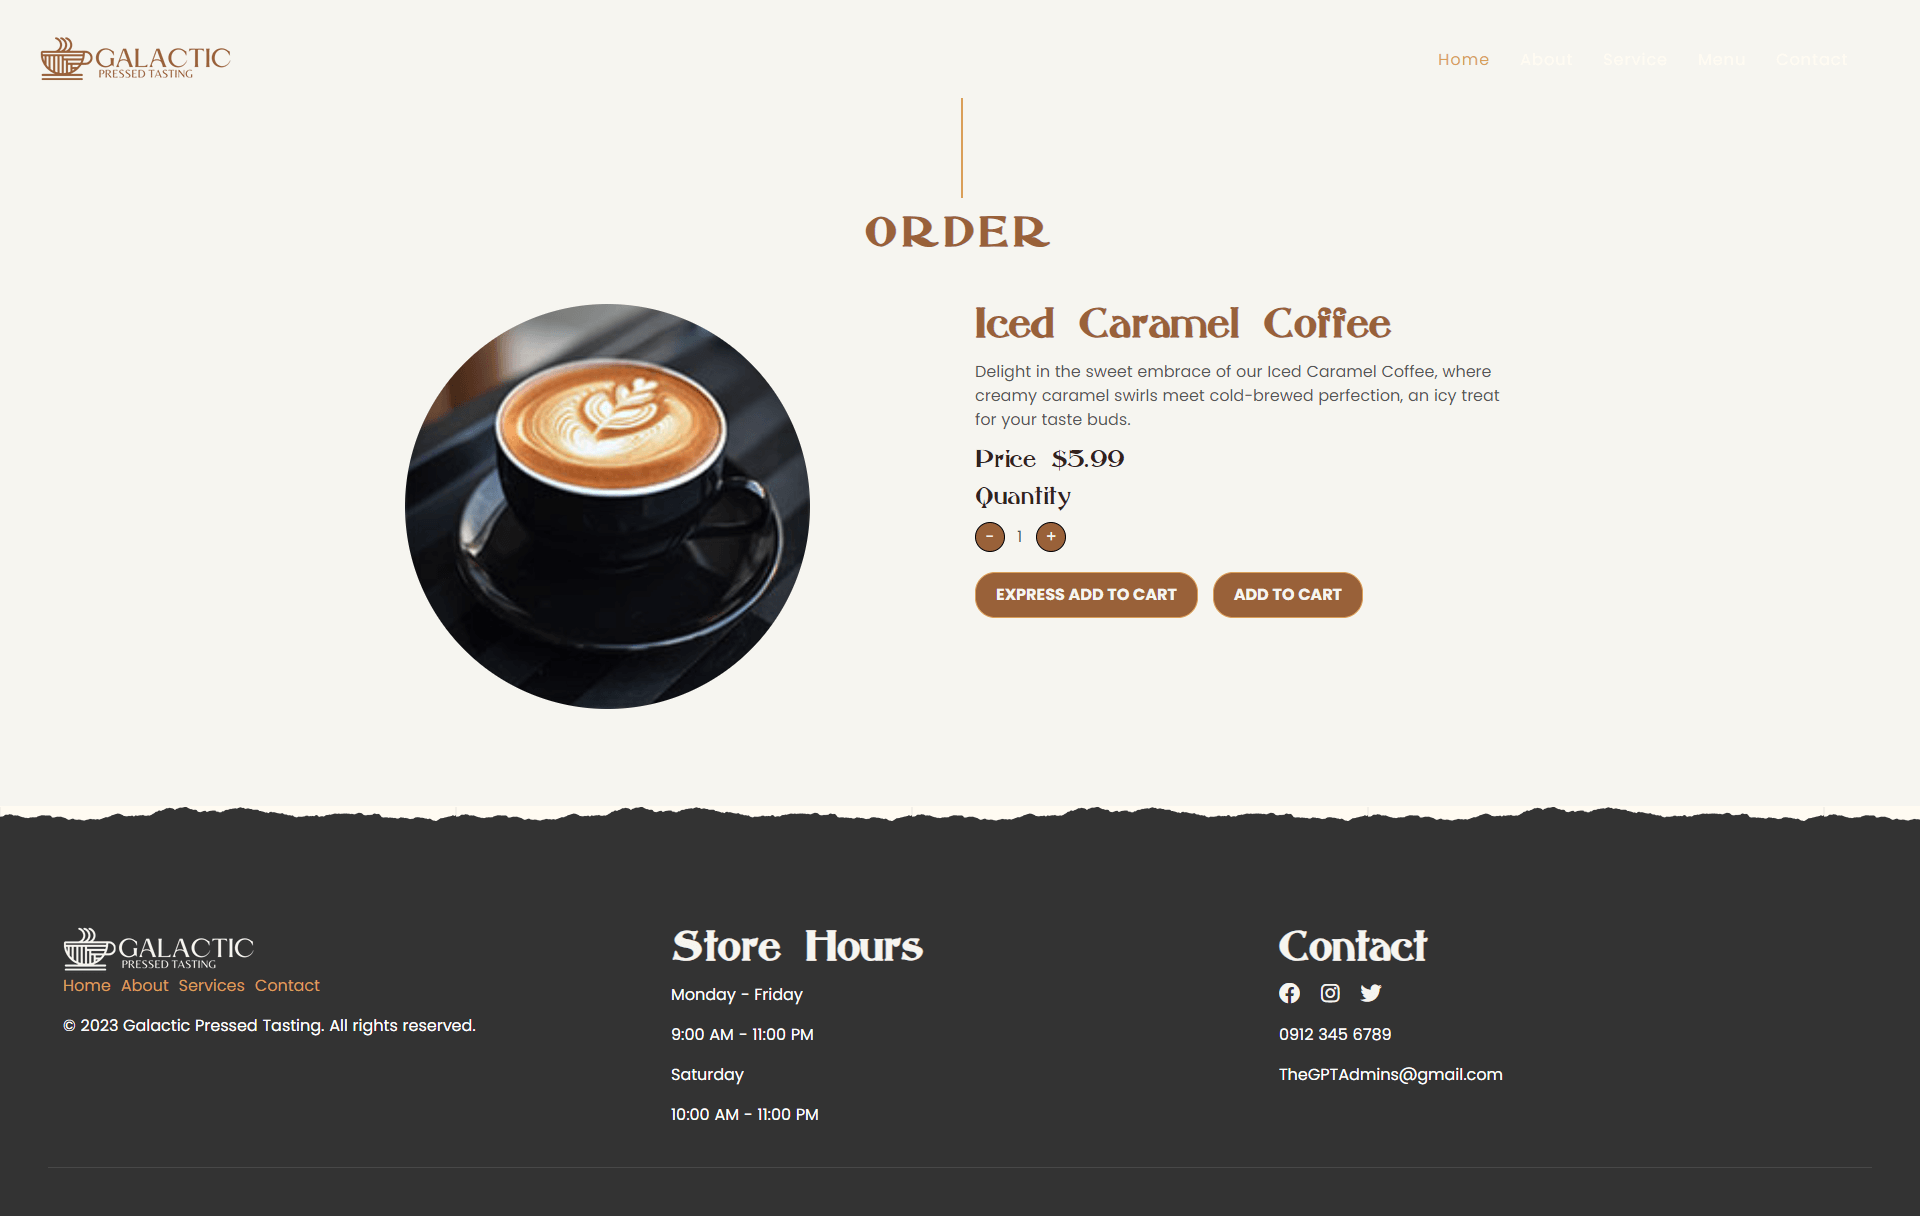 GALACTIC
PRESSED TASTING
Home About Service Menu Contact
ORDER
Iced Caramel Coffee
Delight in the sweet embrace of our Iced Caramel Coffee, where
creamy caramel swirls meet cold-brewed perfection, an icy treat
for your taste buds.
Price $5.99
Quantity
- 1 +
EXPRESS ADD TO CART ADD TO CART
GALACTIC
PRESSED TASTING
Home About Services Contact
© 2023 Galactic Pressed Tasting. All rights reserved.
Store Hours
Monday - Friday
9:00 AM - 11:00 PM
Saturday
10:00 AM - 11:00 PM
Contact
0912 345 6789
TheGPTAdmins@gmail.com